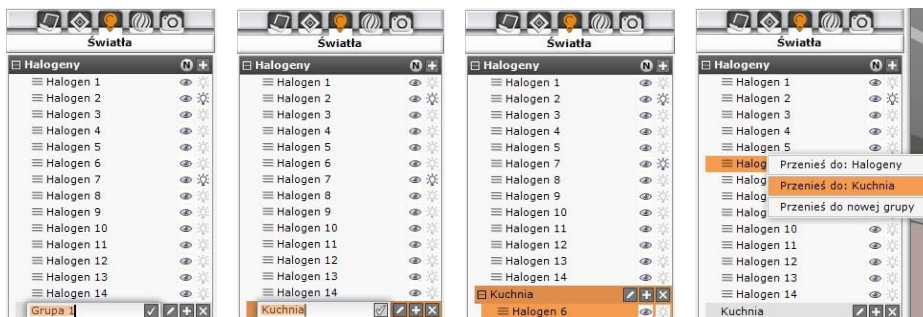 Światła
Halogeny N
Halogen 1
Halogen 2
Halogen 3
Halogen 4
Halogen 5
Halogen 6
Halogen 7
Halogen 8
Halogen 9
Halogen 10
Halogen 11
Halogen 12
Halogen 13
Halogen 14
Grupa 1
Światła
Halogeny N
Halogen 1
Halogen 2
Halogen 3
Halogen 4
Halogen 5
Halogen 6
Halogen 7
Halogen 8
Halogen 9
Halogen 10
Halogen 11
Halogen 12
Halogen 13
Halogen 14
Kuchnia
Światła
Halogeny N
Halogen 1
Halogen 2
Halogen 3
Halogen 4
Halogen 5
Halogen 7
Halogen 8
Halogen 9
Halogen 10
Halogen 11
Halogen 12
Halogen 13
Halogen 14
Kuchnia
Halogen 6
Światła
Halogeny N
Halogen 1
Halogen 2
Halogen 3
Halogen 4
Halogen 5
Halog Przenieś do: Halogeny
Halog Przenieś do: Kuchnia
Halog Przenieś do nowej grupy
Halog
Halogen 10
Halogen 11
Halogen 12
Halogen 13
Halogen 14
Kuchnia